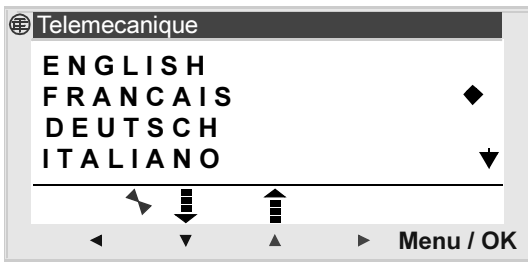 Telemecanique
ENGLISH
FRANCAIS
DEUTSCH
ITALIANO
Menu / OK